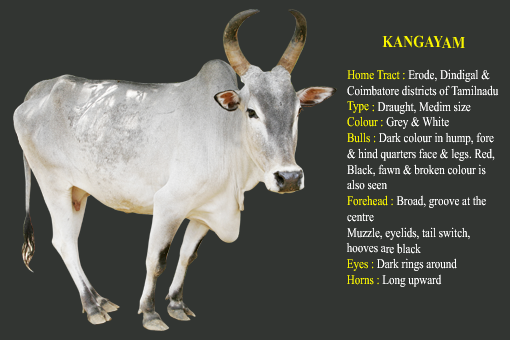 KANGAYAM
Home Tract : Erode, Dindigal &
Coimbatore districts of Tamilnadu
Type : Draught, Medim size
Colour : Grey & White
Bulls : Dark colour in hump, fore
& hind quarters face & legs. Red,
Black, fawn & broken colour is
also seen
Forehead : Broad, groove at the
centre
Muzzle, eyelids, tail switch,
hooves are black
Eyes : Dark rings around
Horns : Long upward